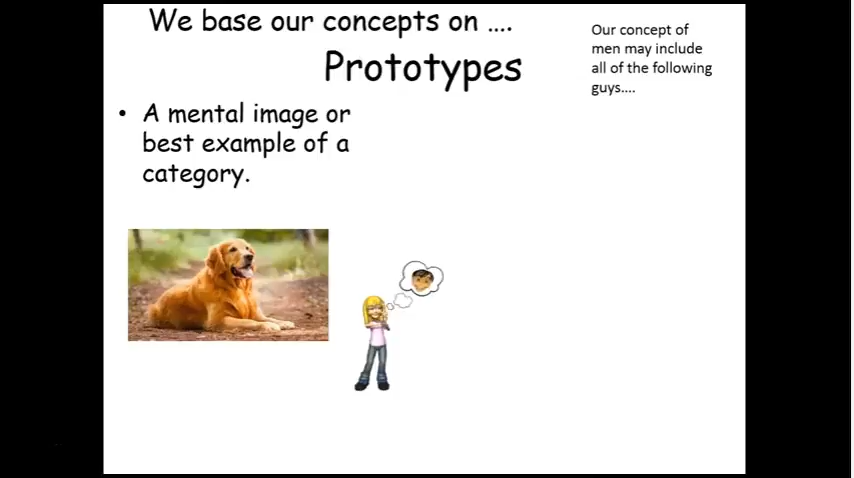 We base our concepts on ....
Prototypes
Our concept of
men may include
all of the following
guys....
• A mental image or
best example of a
category.